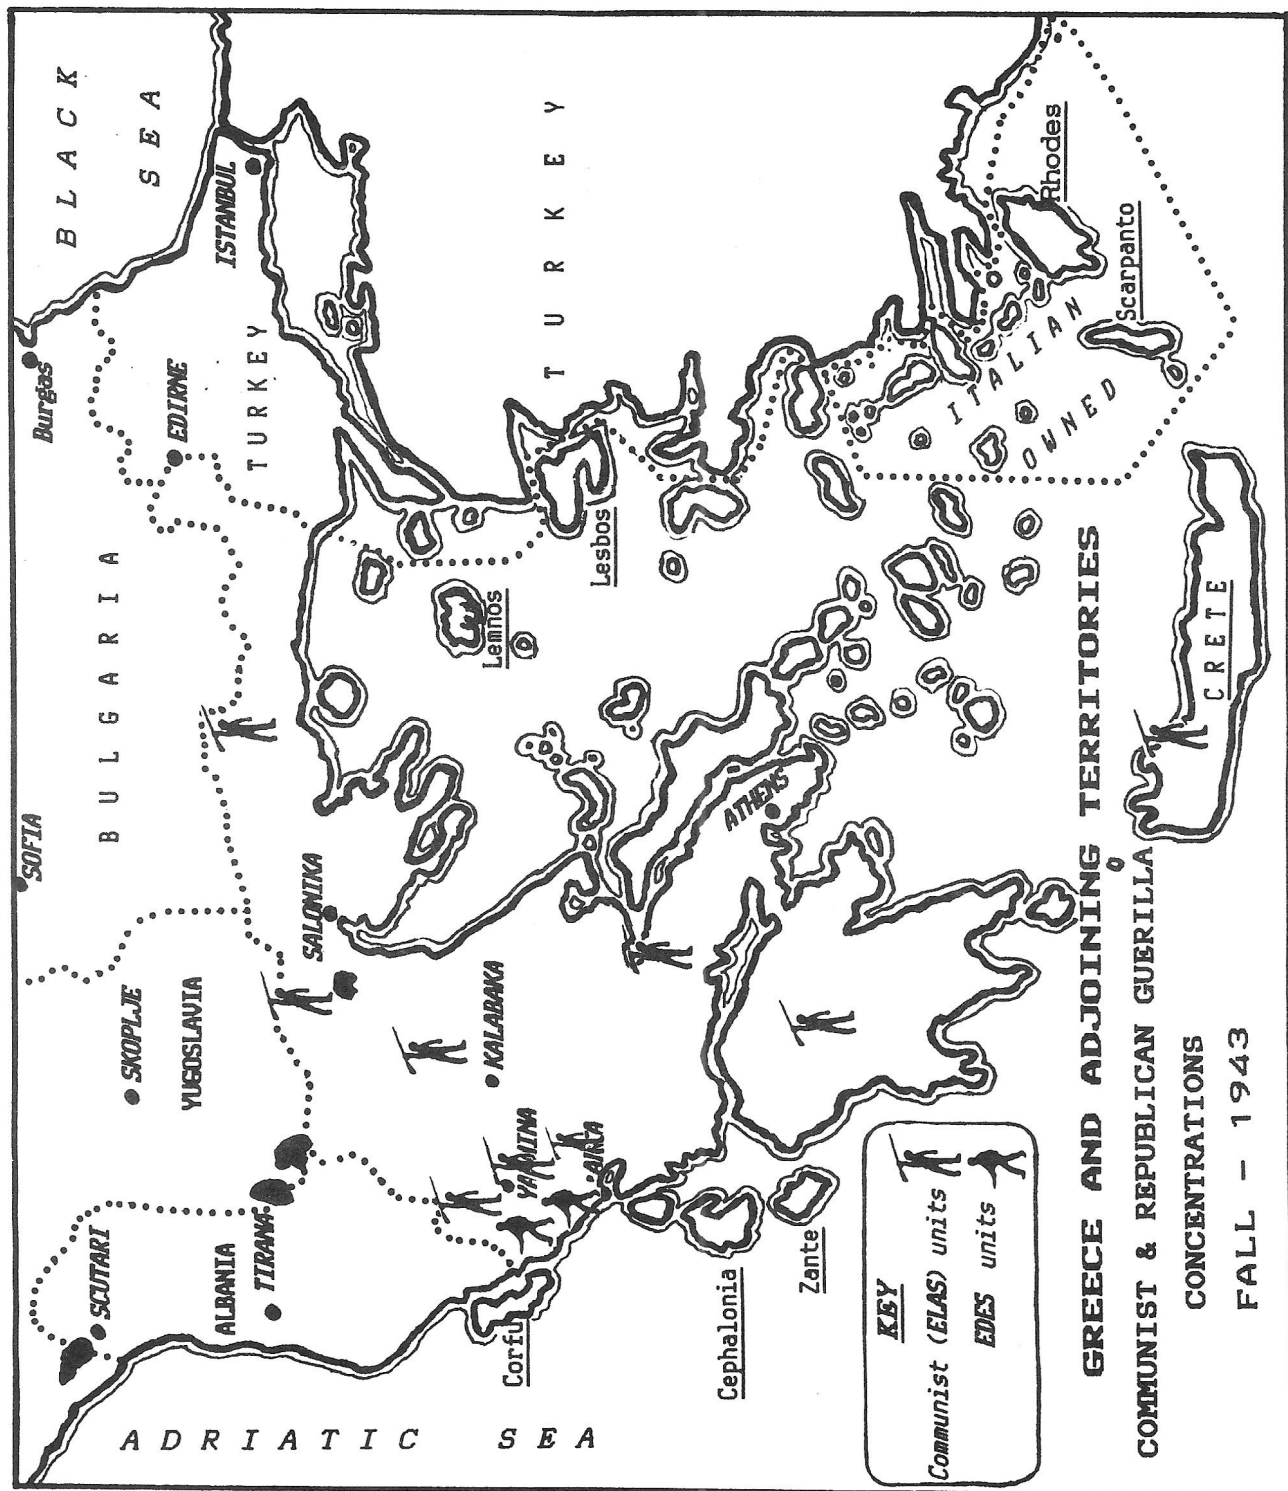 SOFIA
Burgas
BLACK
SEA
SCUTARI
SKOPLJE
BULGARIA
EDIRNE
YUGOSLAVIA
ALBANIA
TIRANA
TURKEY
ISTANBUL
SALONIKA
ADRIATIC SEA
KALABAKA
Lemnos
Corfu
TURKEY
Lesbos
Cephalonia
ATHENS
Zante
KEY
Communist (ELAS) units
EDES units
ITALIAN
OWNED
Rhodes
Scarpanto
CRETE
GREECE AND ADJOINING TERRITORIES
COMMUNIST & REPUBLICAN GUERILLA
CONCENTRATIONS
FALL - 1943